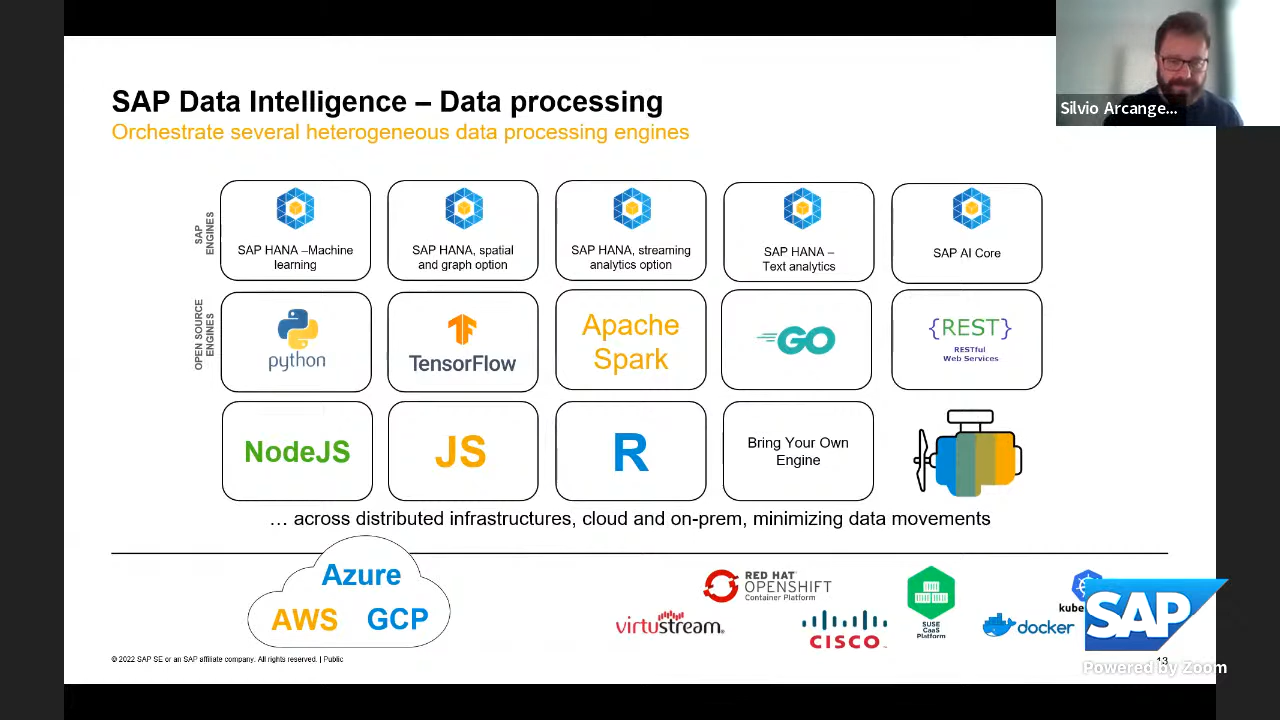 SAP Data Intelligence – Data processing
Orchestrate several heterogeneous data processing engines
Silvio Arcange...
SAP
ENGINES
SAP HANA –Machine
learning
SAP HANA, spatial
and graph option
SAP HANA, streaming
analytics option
SAP HANA –
Text analytics
SAP AI Core
OPEN SOURCE
ENGINES
python
TensorFlow
Apache
Spark
GO
{REST}
RESTful
Web Services
NodeJS
JS
R
Bring Your Own
Engine
… across distributed infrastructures, cloud and on-prem, minimizing data movements
Azure
AWS GCP
RED HAT
OPENSHIFT
Container Platform
virtustream
CISCO
SUSE
CaaS
Platform
docker
kube
SAP
© 2022 SAP SE or an SAP affiliate company. All rights reserved. | Public
13
Powered by Zoom